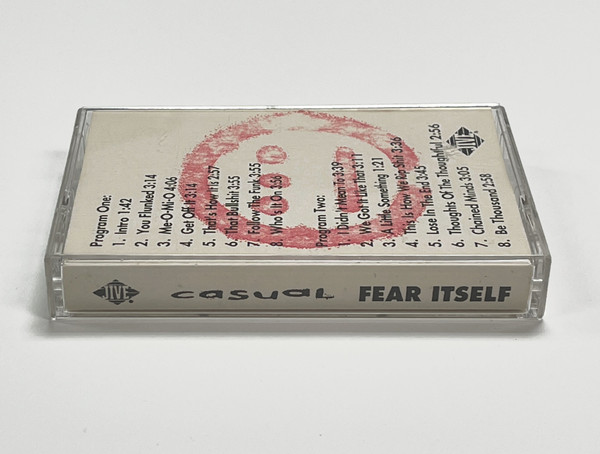 Program One:
1. Intro 1:42
2. You Flunked 3:14
3. Me-O-Mi-O 4:06
4. Get Off It 3:14
5. That's How It Is 2:57
6. That Bullshit 3:55
7. Follow The Funk 3:55
8. Who's It On 3:56
Program Two:
1. I Didn't Mean To 3:39
2. We Got It Like That 3:11
3. A Little Something 1:21
4. This Is How We Rip Shit 3:36
5. Lose In The End 3:45
6. Thoughts Of The Thoughtful 2:56
7. Chained Minds 3:05
8. Be Thousand 2:58
JIVE
JIVE
casual
FEAR ITSELF